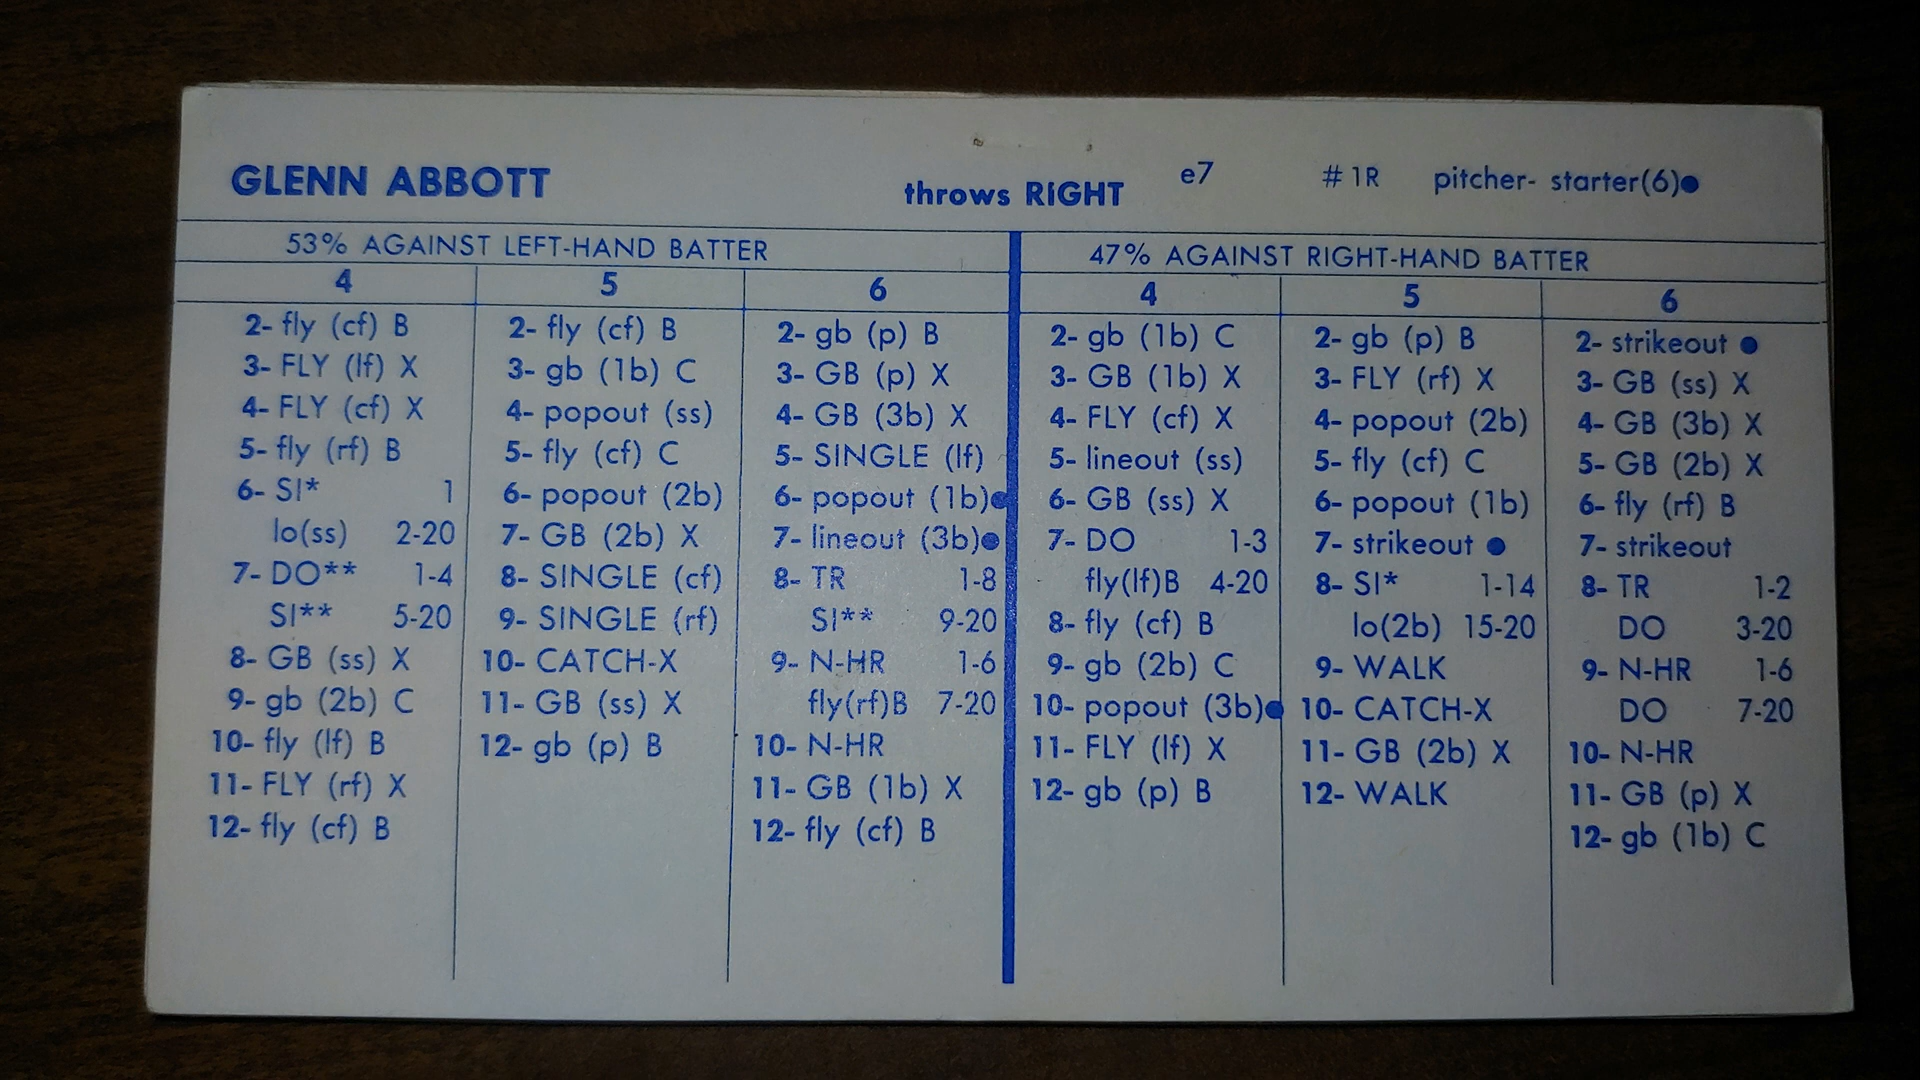 GLENN ABBOTT throws RIGHT e7 #1R pitcher- starter(6)●
53% AGAINST LEFT-HAND BATTER
4
2- fly (cf) B
3- FLY (lf) X
4- FLY (cf) X
5- fly (rf) B
6- SI* 1
lo(ss) 2-20
7- DO** 1-4
SI** 5-20
8- GB (ss) X
9- gb (2b) C
10- fly (lf) B
11- FLY (rf) X
12- fly (cf) B
5
2- fly (cf) B
3- gb (1b) C
4- popout (ss)
5- fly (cf) C
6- popout (2b)
7- GB (2b) X
8- SINGLE (cf)
9- SINGLE (rf)
10- CATCH-X
11- GB (ss) X
12- gb (p) B
6
2- gb (p) B
3- GB (p) X
4- GB (3b) X
5- SINGLE (lf)
6- popout (1b)●
7- lineout (3b)●
8- TR 1-8
SI** 9-20
9- N-HR 1-6
fly(rf)B 7-20
10- N-HR
11- GB (1b) X
12- fly (cf) B
47% AGAINST RIGHT-HAND BATTER
4
2- gb (1b) C
3- GB (1b) X
4- FLY (cf) X
5- lineout (ss)
6- GB (ss) X
7- DO 1-3
fly(lf)B 4-20
8- fly (cf) B
9- gb (2b) C
10- popout (3b)●
11- FLY (lf) X
12- gb (p) B
5
2- gb (p) B
3- FLY (rf) X
4- popout (2b)
5- fly (cf) C
6- popout (1b)
7- strikeout ●
8- SI* 1-14
lo(2b) 15-20
9- WALK
10- CATCH-X
11- GB (2b) X
12- WALK
6
2- strikeout ●
3- GB (ss) X
4- GB (3b) X
5- GB (2b) X
6- fly (rf) B
7- strikeout
8- TR 1-2
DO 3-20
9- N-HR 1-6
DO 7-20
10- N-HR
11- GB (p) X
12- gb (1b) C